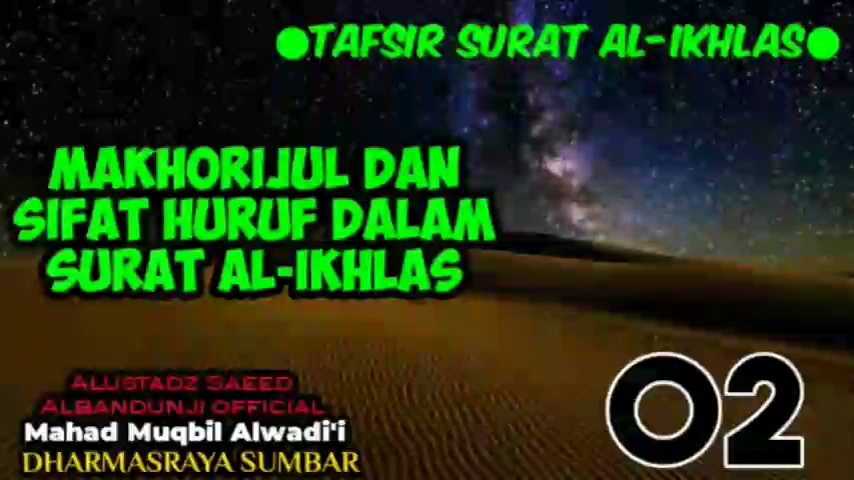 ●TAFSIR SURAT AL-IKHLAS●
MAKHORIJUL DAN
SIFAT HURUF DALAM
SURAT AL-IKHLAS
ALUSTADZ SAEED
ALBANDUNJI OFFICIAL
Mahad Muqbil Alwadi'i
DHARMASRAYA SUMBAR
02